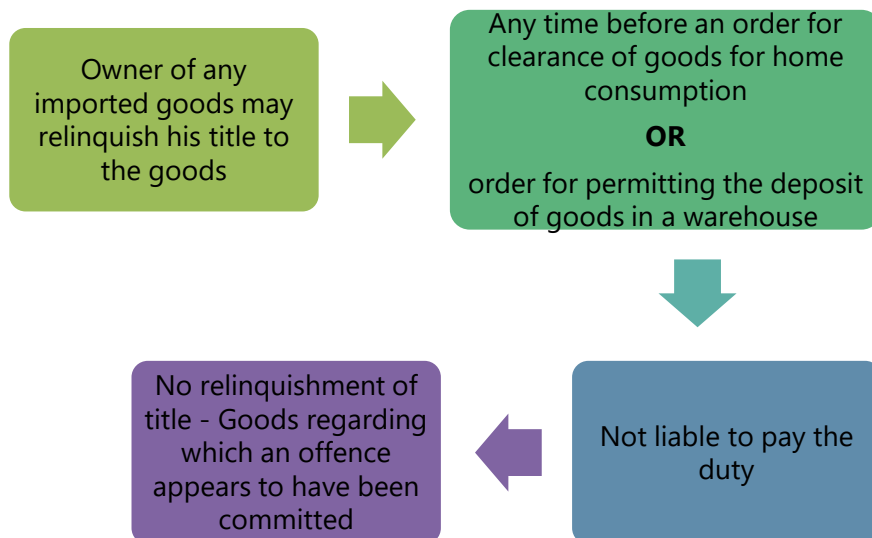 Owner of any
imported goods may
relinquish his title to
the goods
Any time before an order for
clearance of goods for home
consumption
OR
order for permitting the deposit
of goods in a warehouse
Not liable to pay the
duty
No relinquishment of
title - Goods regarding
which an offence
appears to have been
committed